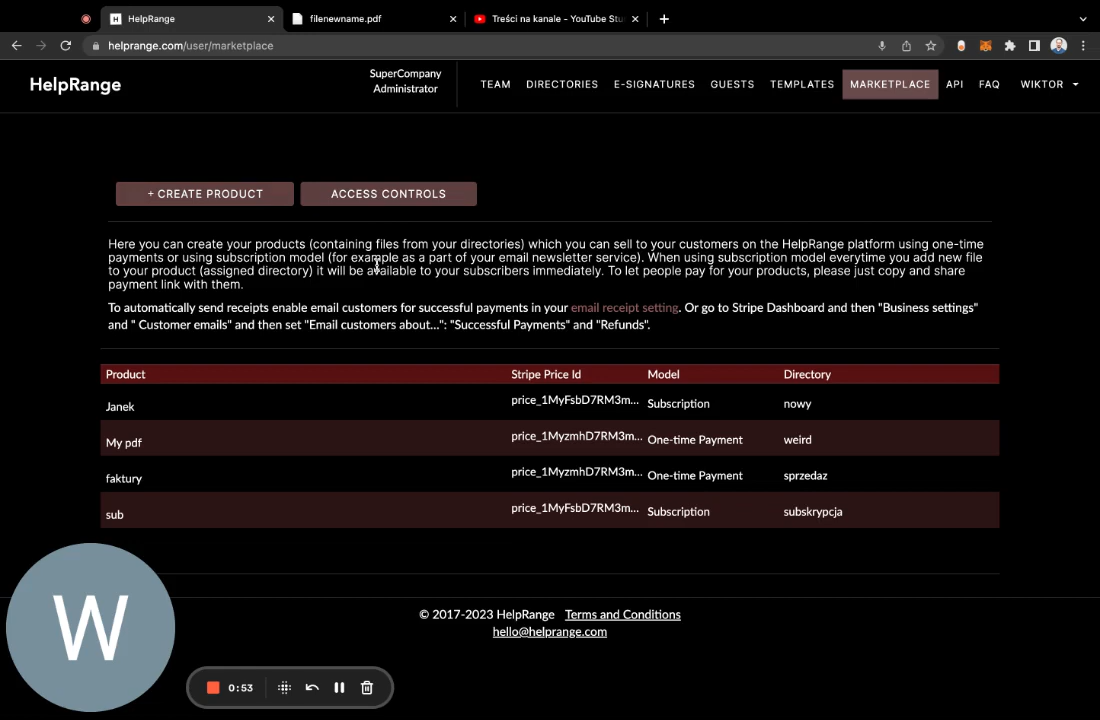 HelpRange
filenewname.pdf
Treści na kanale - YouTube Stu
helprange.com/user/marketplace
HelpRange
SuperCompany
Administrator
TEAM DIRECTORIES E-SIGNATURES GUESTS TEMPLATES MARKETPLACE API FAQ WIKTOR
+ CREATE PRODUCT
ACCESS CONTROLS
Here you can create your products (containing files from your directories) which you can sell to your customers on the HelpRange platform using one-time
payments or using subscription model (for example as a part of your email newsletter service). When using subscription model everytime you add new file
to your product (assigned directory) it will be available to your subscribers immediately. To let people pay for your products, please just copy and share
payment link with them.
To automatically send receipts enable email customers for successful payments in your email receipt setting. Or go to Stripe Dashboard and then "Business settings"
and " Customer emails" and then set "Email customers about...": "Successful Payments" and "Refunds".
Product Stripe Price Id Model Directory
Janek price_1MyFsbD7RM3m... Subscription nowy
My pdf price_1MyzmhD7RM3m... One-time Payment weird
faktury price_1MyzmhD7RM3m... One-time Payment sprzedaz
sub price_1MyFsbD7RM3m... Subscription subskrypcja
© 2017-2023 HelpRange Terms and Conditions
hello@helprange.com
W
0:53